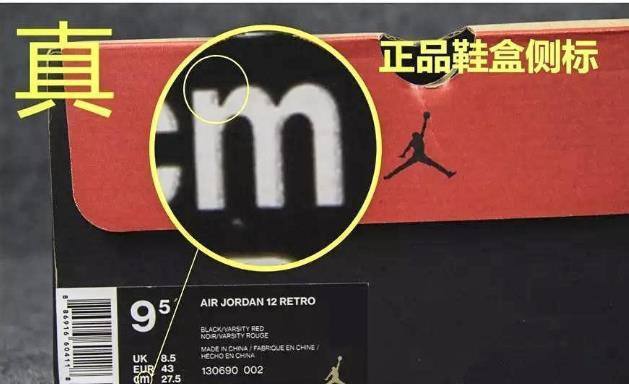 真
正品鞋盒侧标
cm
9 5
AIR JORDAN 12 RETRO
BLACK/VARSITY RED
NOIR/VARSITY ROUGE
MADE IN CHINA / FABRIQUE EN CHINE /
HECHO EN CHINA
UK 8.5
EUR 43
cm 27.5
130690 002